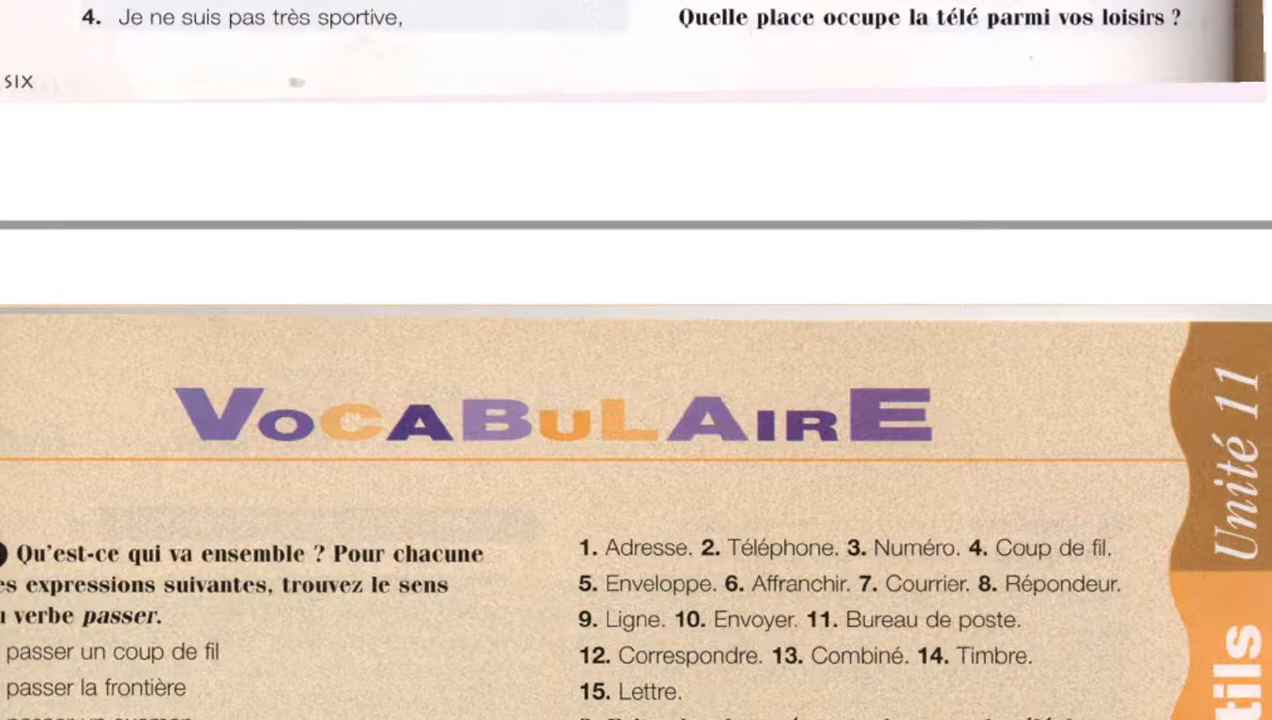 4. Je ne suis pas très sportive,
Quelle place occupe la télé parmi vos loisirs ?
SIX
VOCABULAIRE
Unité 11
Qu'est-ce qui va ensemble ? Pour chacune
expressions suivantes, trouvez le sens
verbe passer.
passer un coup de fil
passer la frontière
1. Adresse. 2. Téléphone. 3. Numéro. 4. Coup de fil.
5. Enveloppe. 6. Affranchir. 7. Courrier. 8. Répondeur.
9. Ligne. 10. Envoyer. 11. Bureau de poste.
12. Correspondre. 13. Combiné. 14. Timbre.
15. Lettre.